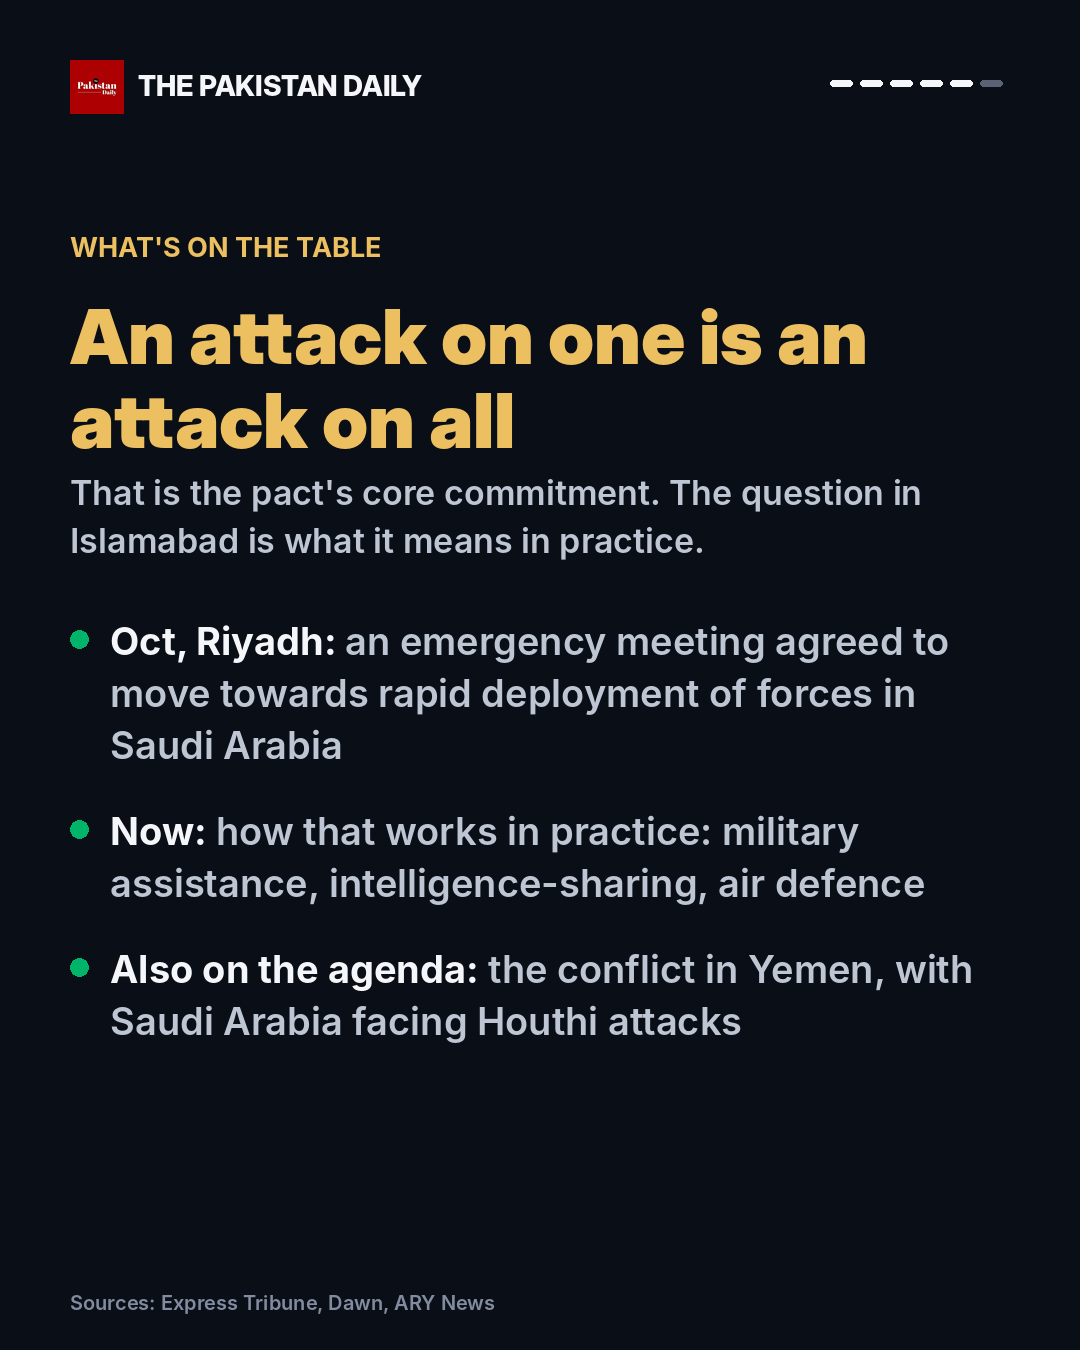 Pakistan
Daily
THE PAKISTAN DAILY
WHAT'S ON THE TABLE
An attack on one is an
attack on all
That is the pact's core commitment. The question in
Islamabad is what it means in practice.
Oct, Riyadh: an emergency meeting agreed to
move towards rapid deployment of forces in
Saudi Arabia
Now: how that works in practice: military
assistance, intelligence-sharing, air defence
Also on the agenda: the conflict in Yemen, with
Saudi Arabia facing Houthi attacks
Sources: Express Tribune, Dawn, ARY News